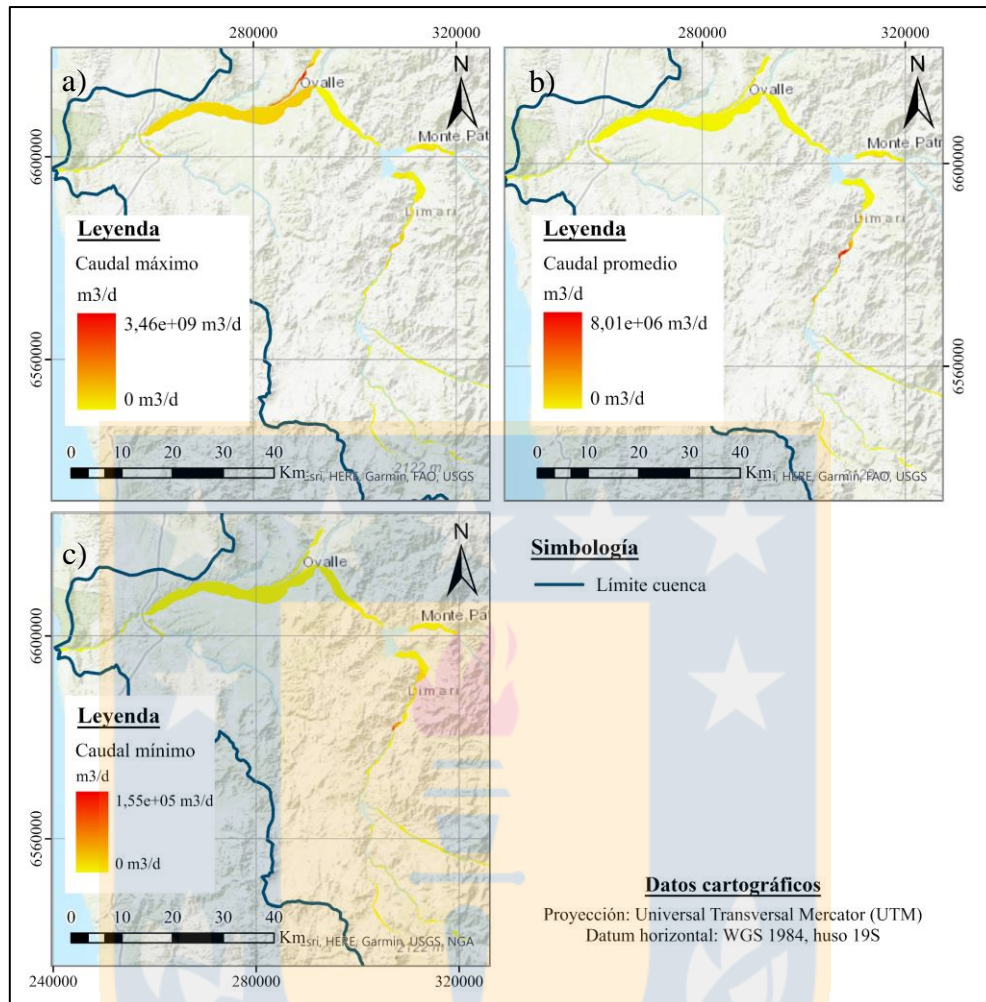 280000
320000
280000
320000
a)
N
Ovalle
Monte Patr
6600000
Limarí
Leyenda
Caudal máximo
m3/d
3,46e+09 m3/d
0 m3/d
6560000
0 10 20 30 40
Km
2122 m
Esri, HERE, Garmin, FAO, USGS
b)
N
Ovalle
Monte Patr
6600000
Limarí
Leyenda
Caudal promedio
m3/d
8,01e+06 m3/d
0 m3/d
6560000
0 10 20 30 40
Km
2122 m
HERE, Garmin, FAO, USGS
c)
N
Ovalle
Monte Pat
6600000
Limarí
Leyenda
Caudal mínimo
m3/d
1,55e+05 m3/d
0 m3/d
6560000
0 10 20 30 40
Km
2122 m
Esri, HERE, Garmin, USGS, NGA
240000
280000
320000
Simbología
Límite cuenca
Datos cartográficos
Proyección: Universal Transversal Mercator (UTM)
Datum horizontal: WGS 1984, huso 19S